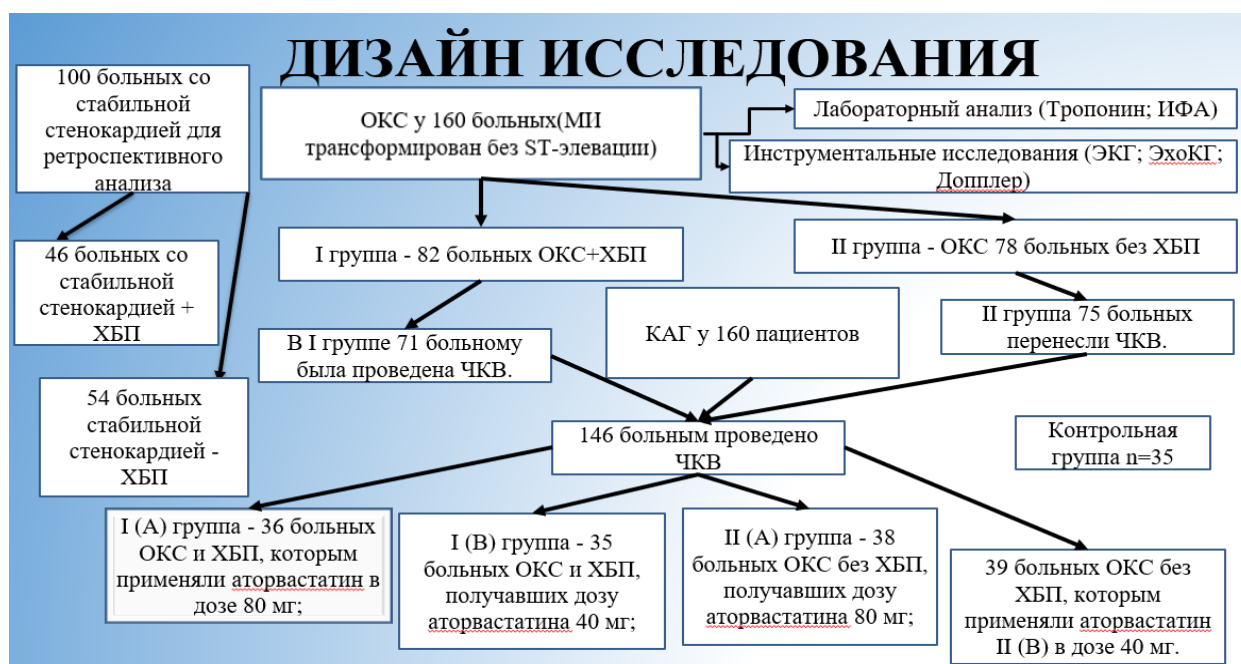 ДИЗАЙН ИССЛЕДОВАНИЯ
100 больных со
стабильной
стенокардией для
ретроспективного
анализа
ОКС у 160 больных(МИ
трансформирован без ST-элевации)
Лабораторный анализ (Тропонин; ИФА)
Инструментальные исследования (ЭКГ; ЭхоКГ;
Допплер)
46 больных со
стабильной
стенокардией +
ХБП
I группа - 82 больных ОКС+ХБП
II группа - ОКС 78 больных без ХБП
В I группе 71 больному
была проведена ЧКВ.
КАГ у 160 пациентов
II группа 75 больных
перенесли ЧКВ.
54 больных
стабильной
стенокардией -
ХБП
146 больным проведено
ЧКВ
Контрольная
группа n=35
I (A) группа - 36 больных
ОКС и ХБП, которым
применяли аторвастатин в
дозе 80 мг;
I (B) группа - 35
больных ОКС и ХБП,
получавших дозу
аторвастатина 40 мг;
II (A) группа - 38
больных ОКС без ХБП,
получавших дозу
аторвастатина 80 мг;
39 больных ОКС без
ХБП, которым
применяли аторвастатин
II (B) в дозе 40 мг.